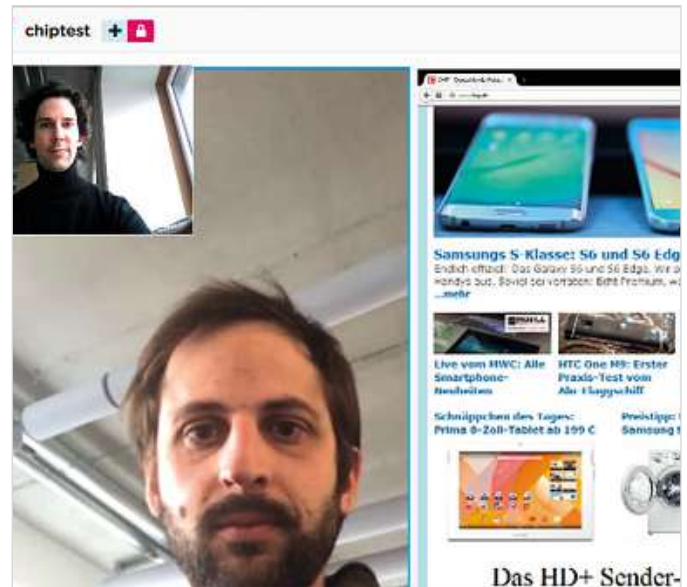 chiptest
Samsungs S-Klasse: S6 und S6 Edg
Endlich offiziell: Das Galaxy S6 und S6 Edge. Wir
...mehr
Live vom MWC: Alle
Smartphone-
Neuheiten
HTC One M9: Erster
Praxis-Test vom
Alu-Flaggschiff
Schnäppchen des Tages:
Prima 8-Zoll-Tablet ab 199 €
Preistipp:
Samsung
Das HD+ Sender-